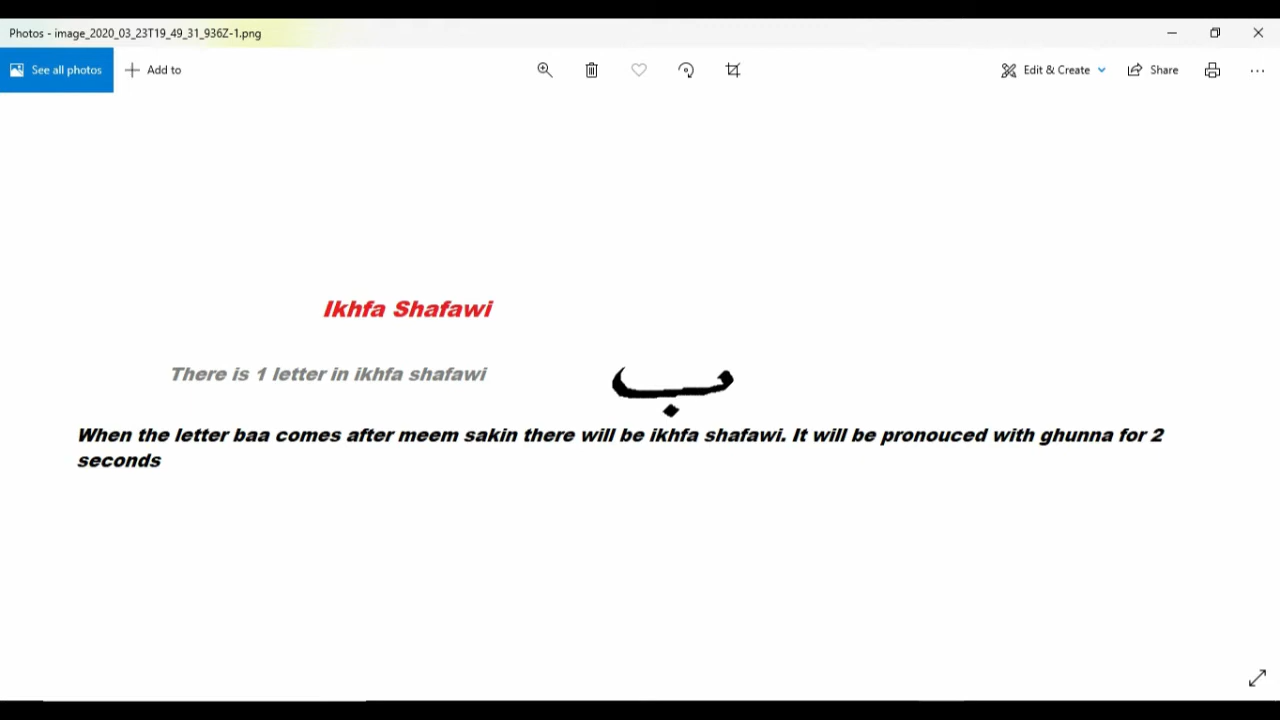 Photos - image_2020_03_23T19_49_31_936Z-1.png
See all photos
Add to
Edit & Create
Share
Ikhfa Shafawi
There is 1 letter in ikhfa shafawi
ب
When the letter baa comes after meem sakin there will be ikhfa shafawi. It will be pronouced with ghunna for 2
seconds